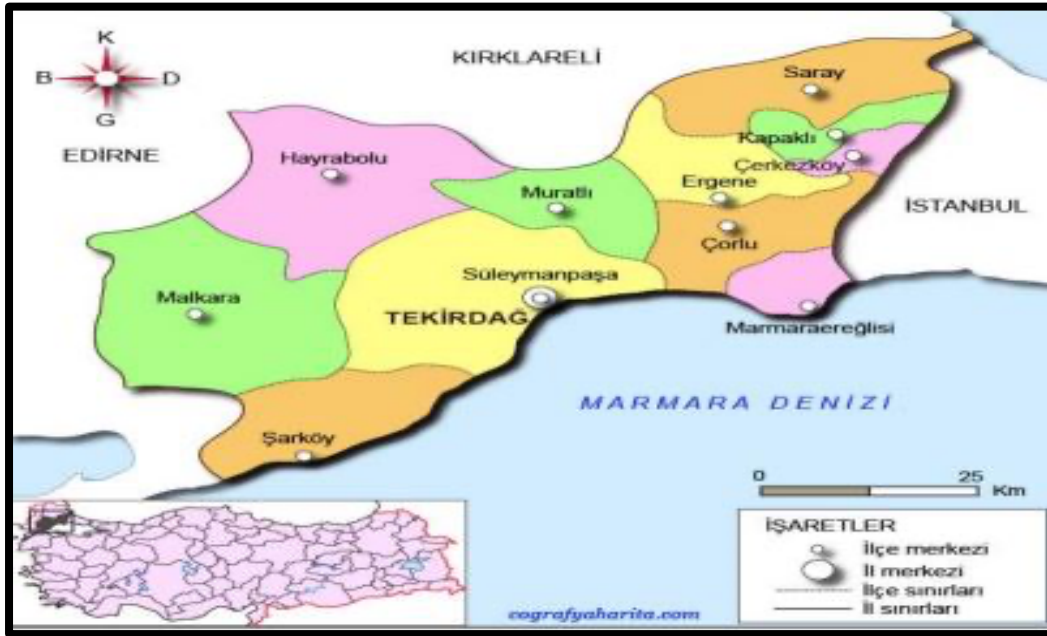 K
B
D
G
KIRKLARELİ
EDİRNE
Saray
Kapaklı
Çerkezköy
Hayrabolu
Ergene
Muratlı
İSTANBUL
Çorlu
Süleymanpaşa
Malkara
TEKİRDAĞ
Marmaraereğlisi
MARMARA DENİZİ
Şarköy
0 25
Km
İŞARETLER
İlçe merkezi
İl merkezi
İlçe sınırları
İl sınırları
cografyaharita.com